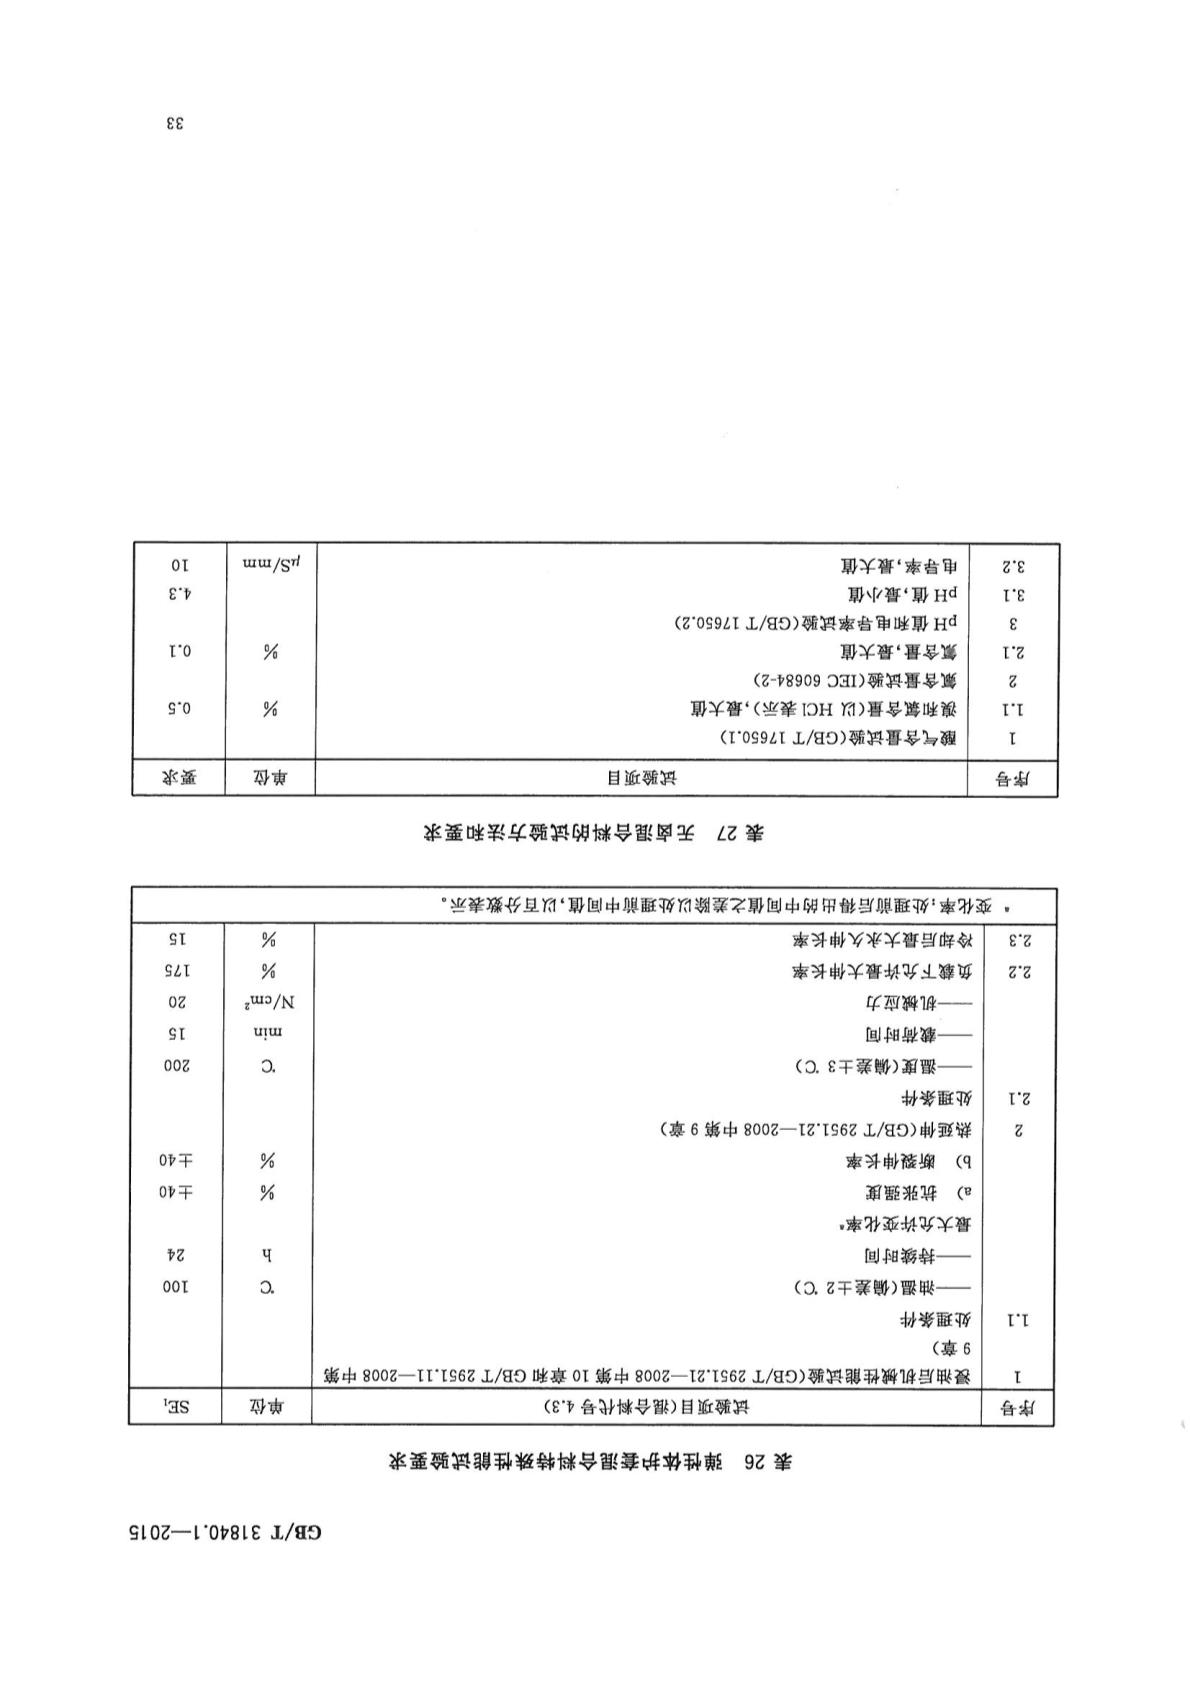 GB/T 31840.1—2015
表 26 弹性体护套混合料特殊性能试验要求
序号 试验项目(混合料代号 4.3) 单位 SE₁
1 浸油后机械性能试验(GB/T 2951.21—2008 中第 10 章和 GB/T 2951.11—2008 中第
9 章)
1.1 处理条件
——油温(偏差±2 ℃) ℃ 100
——持续时间 h 24
最大允许变化率ᵃ
a) 抗张强度 % ±40
b) 断裂伸长率 % ±40
2 热延伸(GB/T 2951.21—2008 中第 9 章)
2.1 处理条件
——温度(偏差±3 ℃) ℃ 200
——载荷时间 min 15
——机械应力 N/cm² 20
2.2 负载下允许最大伸长率 % 175
2.3 冷却后最大永久伸长率 % 15
ᵃ 变化率:处理前后得出的中间值之差除以处理前中间值,以百分数表示。
表 27 无卤混合料的试验方法和要求
序号 试验项目 单位 要求
1 酸气含量试验(GB/T 17650.1)
1.1 溴和氯含量(以 HCl 表示),最大值 % 0.5
2 氟含量试验(IEC 60684-2)
2.1 氟含量,最大值 % 0.1
3 pH 值和电导率试验(GB/T 17650.2)
3.1 pH 值,最小值 4.3
3.2 电导率,最大值 μS/mm 10
33